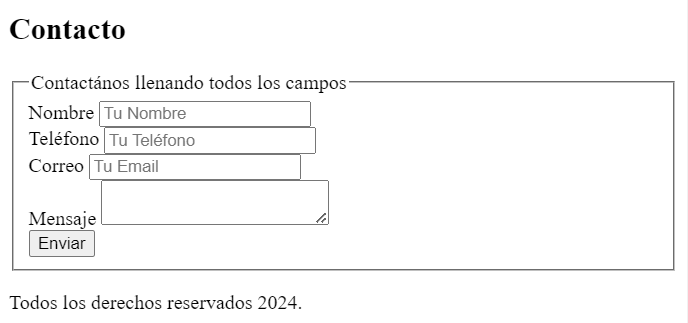 Contacto
Contactános llenando todos los campos
Nombre Tu Nombre
Teléfono Tu Teléfono
Correo Tu Email
Mensaje
Enviar
Todos los derechos reservados 2024.